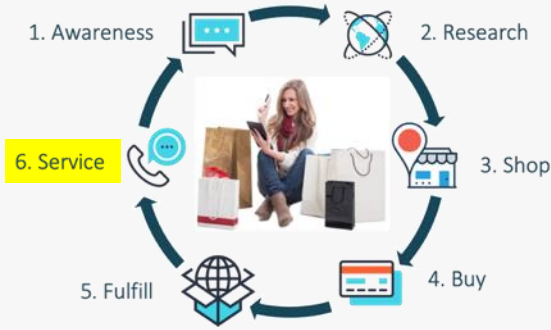 1. Awareness
2. Research
3. Shop
4. Buy
5. Fulfill
6. Service